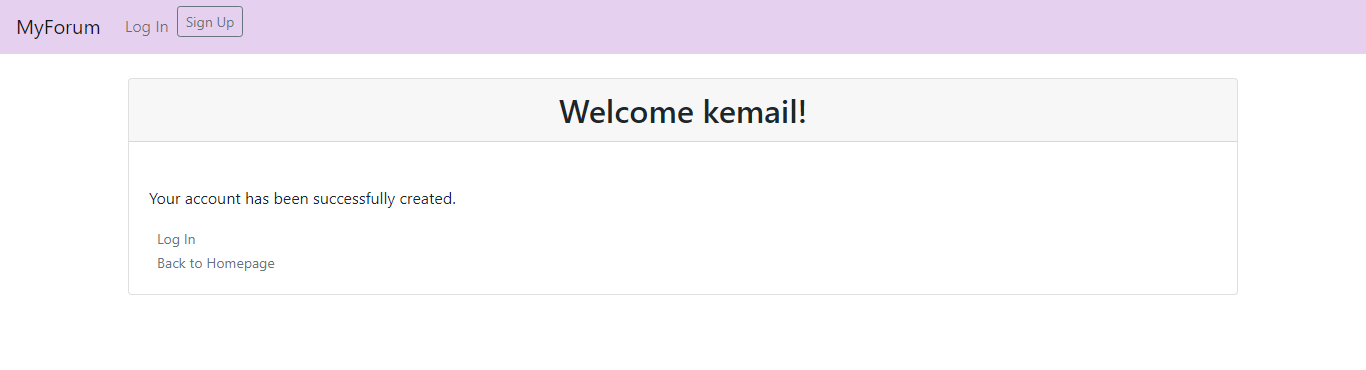 MyForum Log In Sign Up
Welcome kemail!
Your account has been successfully created.
Log In
Back to Homepage